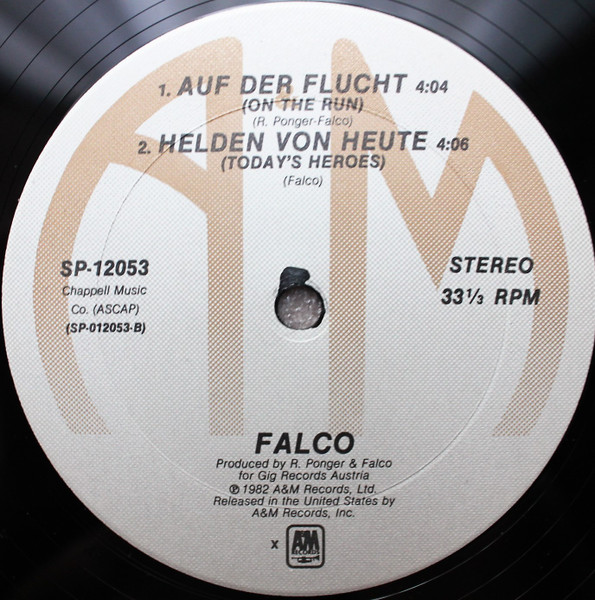 1. AUF DER FLUCHT 4:04
(ON THE RUN)
(R. Ponger-Falco)
2. HELDEN VON HEUTE 4:06
(TODAY'S HEROES)
(Falco)
SP-12053
Chappell Music
Co. (ASCAP)
(SP-012053-B)
STEREO
33 1/3 RPM
FALCO
Produced by R. Ponger & Falco
for Gig Records Austria
℗ 1982 A&M Records, Ltd.
Released in the United States by
A&M Records, Inc.
x
A&M
RECORDS
A&M